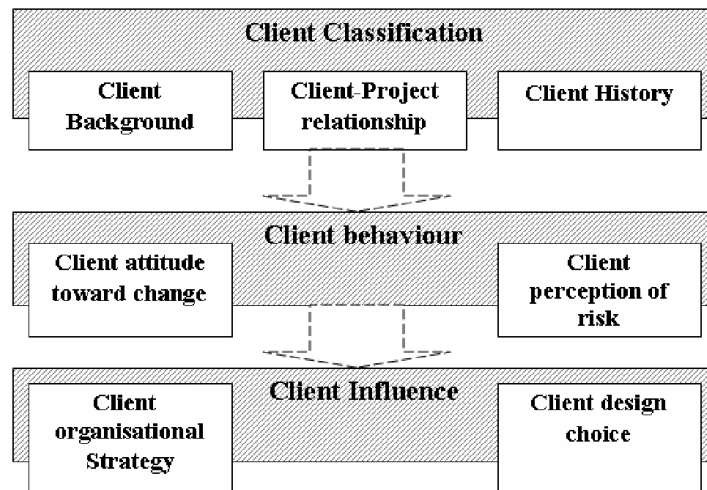 Client Classification
Client
Background
Client-Project
relationship
Client History
Client behaviour
Client attitude
toward change
Client
perception of
risk
Client Influence
Client
organisational
Strategy
Client design
choice